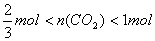 2/3 mol < n(CO₂) < 1mol